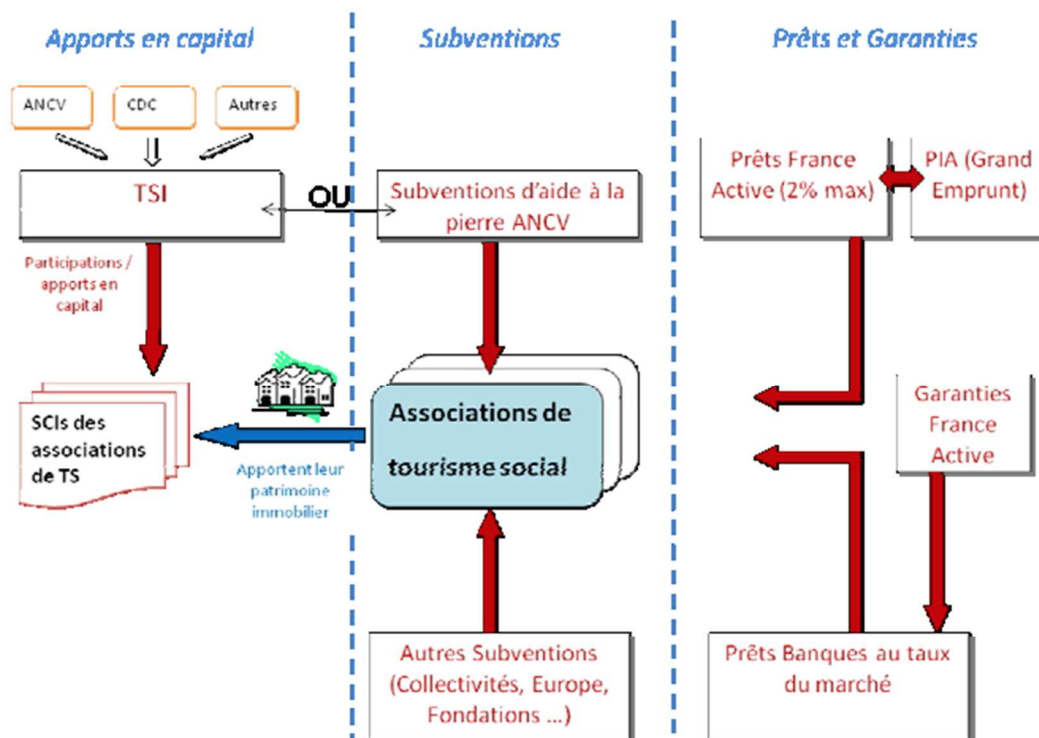 Apports en capital
Subventions
Prêts et Garanties
ANCV
CDC
Autres
TSI
OU
Subventions d'aide à la
pierre ANCV
Prêts France
Active (2% max)
PIA (Grand
Emprunt)
Participations /
apports en
capital
SCIs des
associations
de TS
Apportent leur
patrimoine
immobilier
Associations de
tourisme social
Garanties
France
Active
Autres Subventions
(Collectivités, Europe,
Fondations ...)
Prêts Banques au taux
du marché